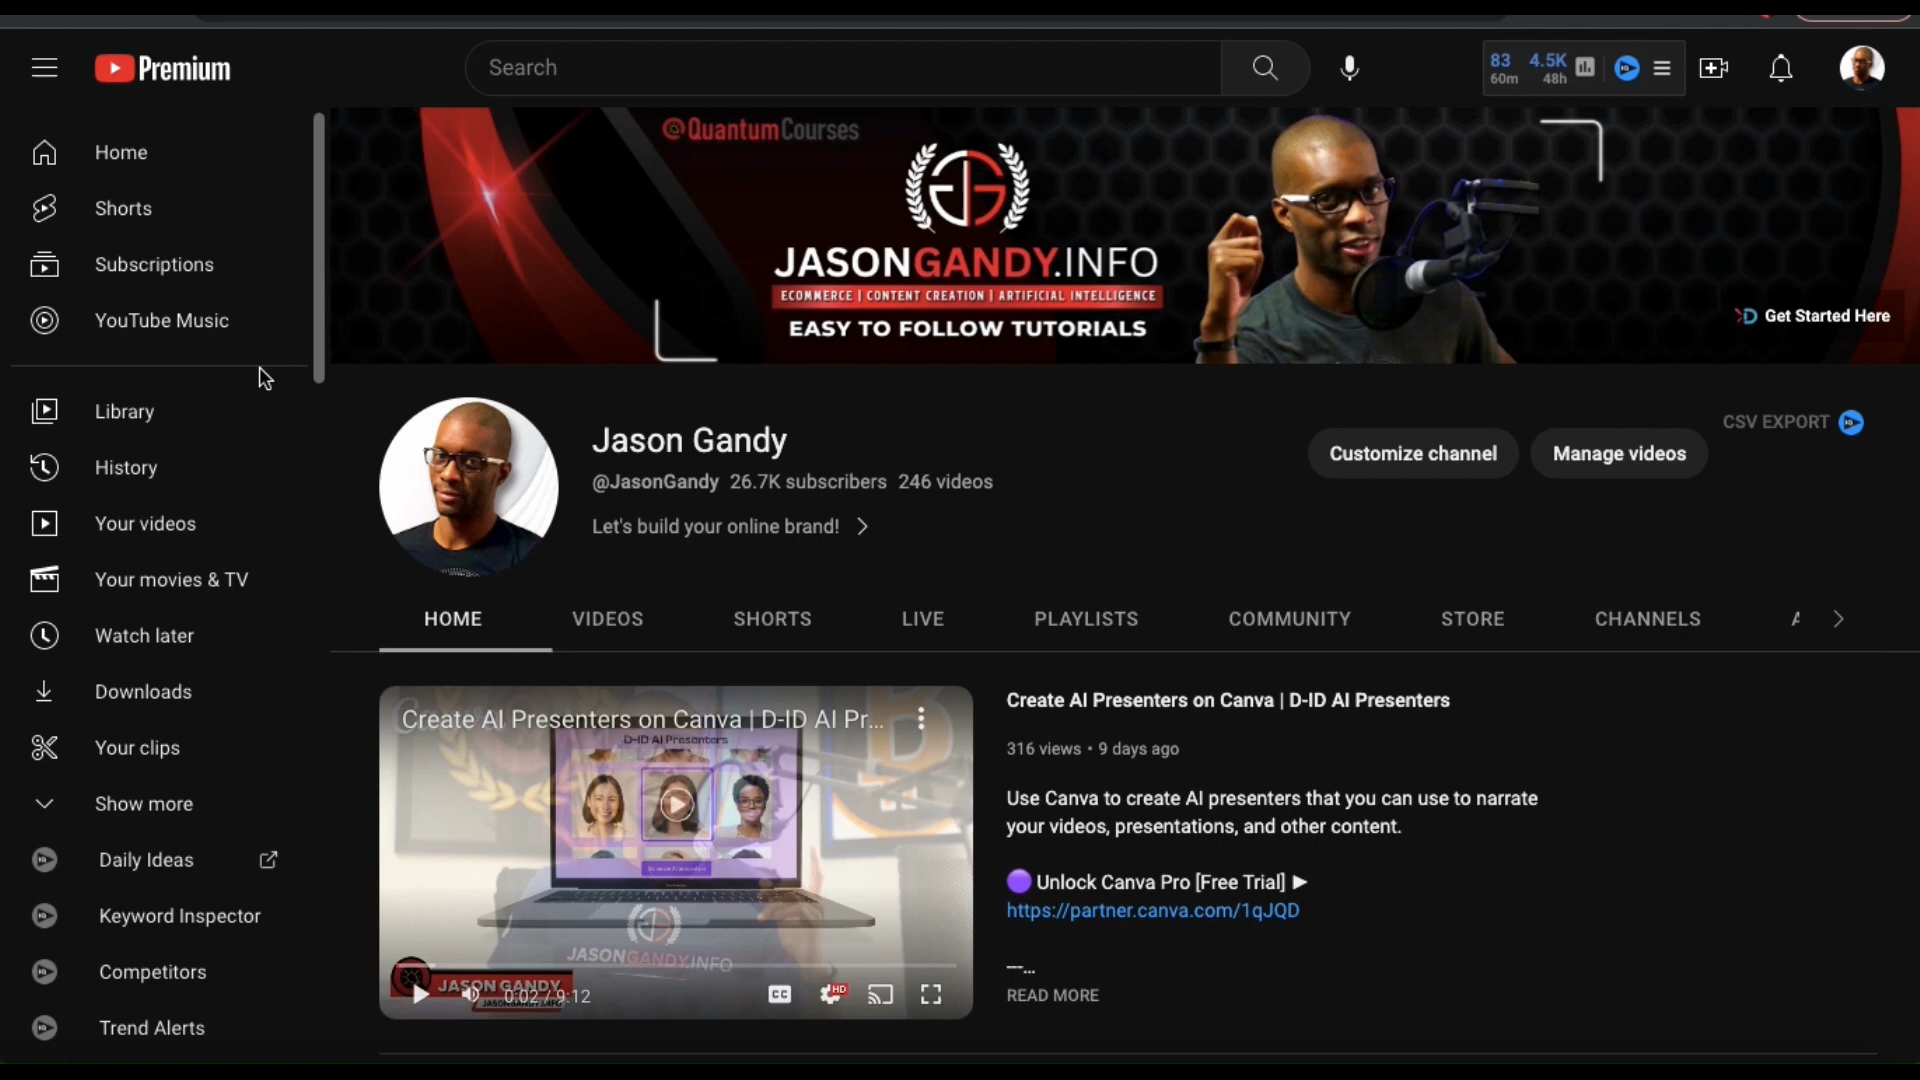 Premium
Search
83 4.5K
60m 48h
Home
Shorts
Subscriptions
YouTube Music
Library
History
Your videos
Your movies & TV
Watch later
Downloads
Your clips
Show more
Daily Ideas
Keyword Inspector
Competitors
Trend Alerts
@QuantumCourses
JASONGANDY.INFO
ECOMMERCE | CONTENT CREATION | ARTIFICIAL INTELLIGENCE
EASY TO FOLLOW TUTORIALS
Get Started Here
Jason Gandy
@JasonGandy 26.7K subscribers 246 videos
Let's build your online brand!
Customize channel
Manage videos
CSV EXPORT
HOME VIDEOS SHORTS LIVE PLAYLISTS COMMUNITY STORE CHANNELS
Create AI Presenters on Canva | D-ID AI Pr...
D-ID AI Presenters
JASONGANDY.INFO
JASON GANDY
JASONGANDY.INFO
0:02 / 9:12
CC
HD
Create AI Presenters on Canva | D-ID AI Presenters
316 views • 9 days ago
Use Canva to create AI presenters that you can use to narrate
your videos, presentations, and other content.
🟣 Unlock Canva Pro [Free Trial] ►
https://partner.canva.com/1qJQD
---...
READ MORE